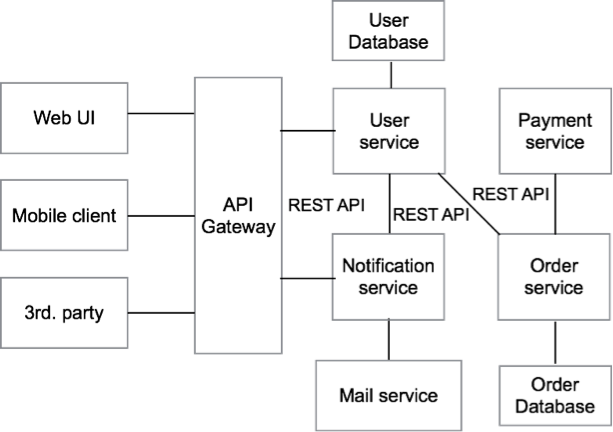 User
Database
Web UI
User
service
Payment
service
Mobile client
API
Gateway
REST API
REST API
REST API
3rd. party
Notification
service
Order
service
Mail service
Order
Database